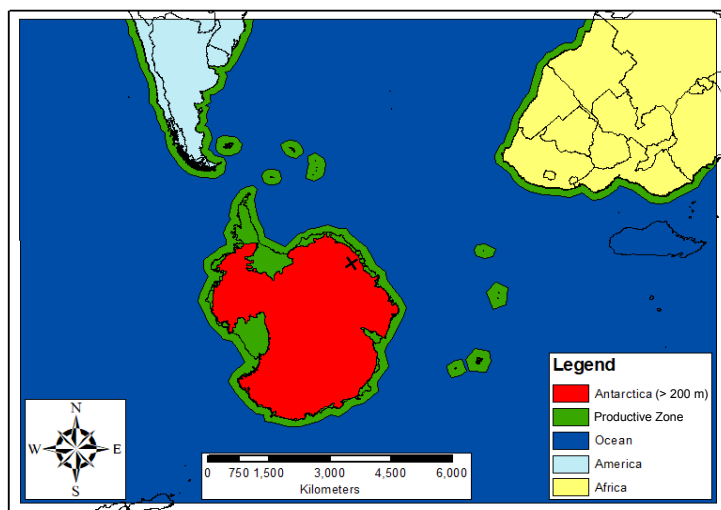 Legend
Antarctica (> 200 m)
Productive Zone
Ocean
America
Africa
N
W E
S
0 750 1,500 3,000 4,500 6,000
Kilometers